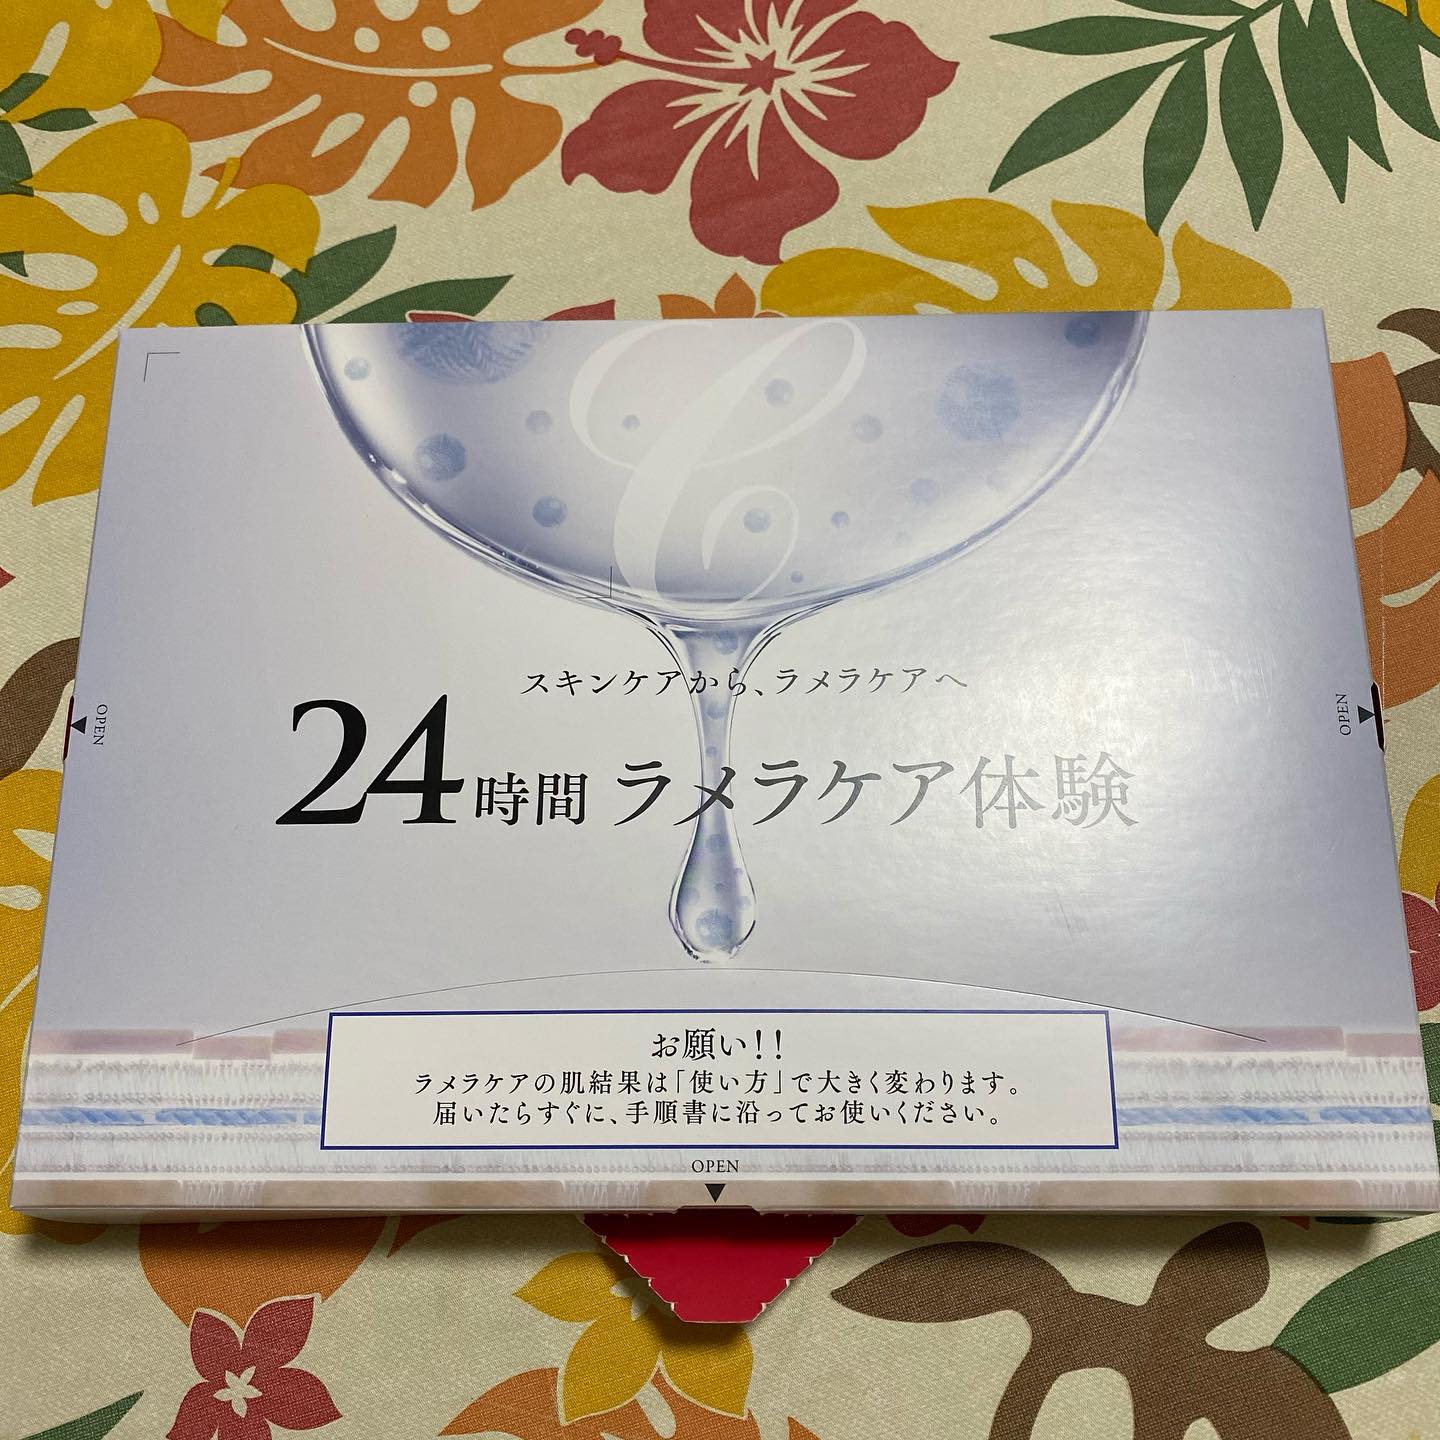 C
スキンケアから、ラメラケアへ
24時間 ラメラケア体験
OPEN
OPEN
お願い!!
ラメラケアの肌結果は「使い方」で大きく変わります。
届いたらすぐに、手順書に沿ってお使いください。
OPEN